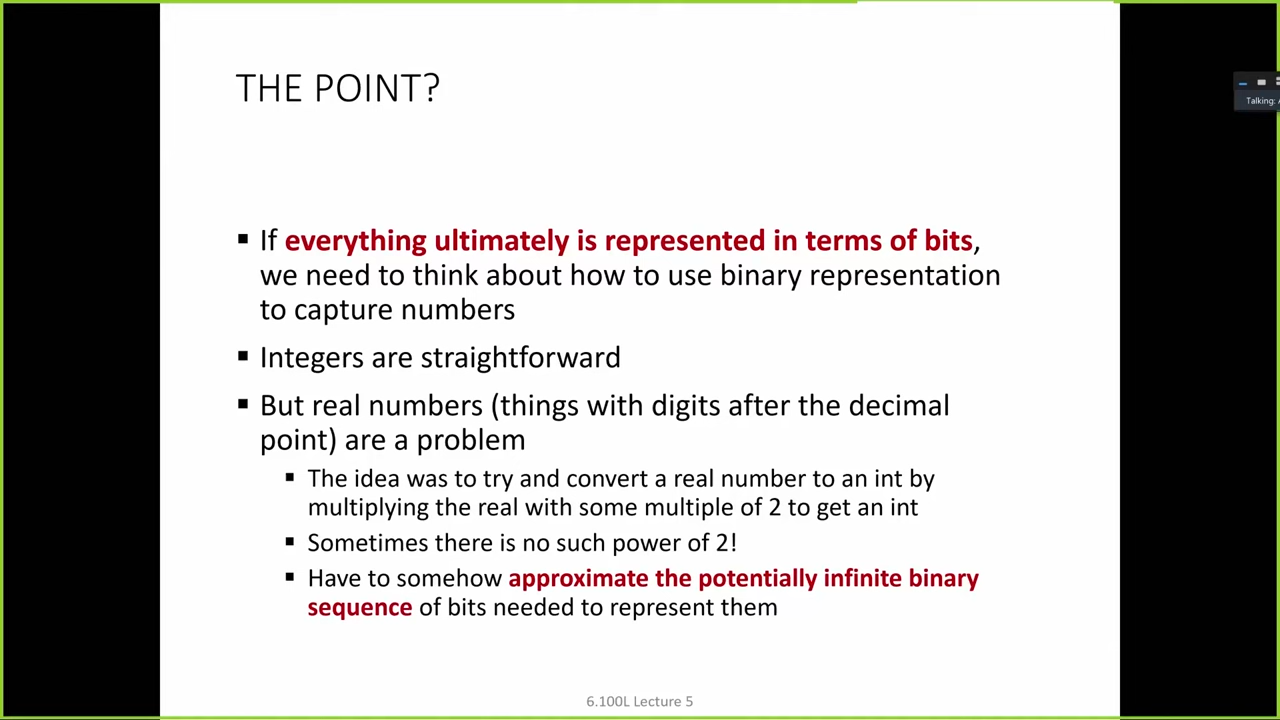 THE POINT?
Talking:
▪ If everything ultimately is represented in terms of bits,
we need to think about how to use binary representation
to capture numbers
▪ Integers are straightforward
▪ But real numbers (things with digits after the decimal
point) are a problem
▪ The idea was to try and convert a real number to an int by
multiplying the real with some multiple of 2 to get an int
▪ Sometimes there is no such power of 2!
▪ Have to somehow approximate the potentially infinite binary
sequence of bits needed to represent them
6.100L Lecture 5